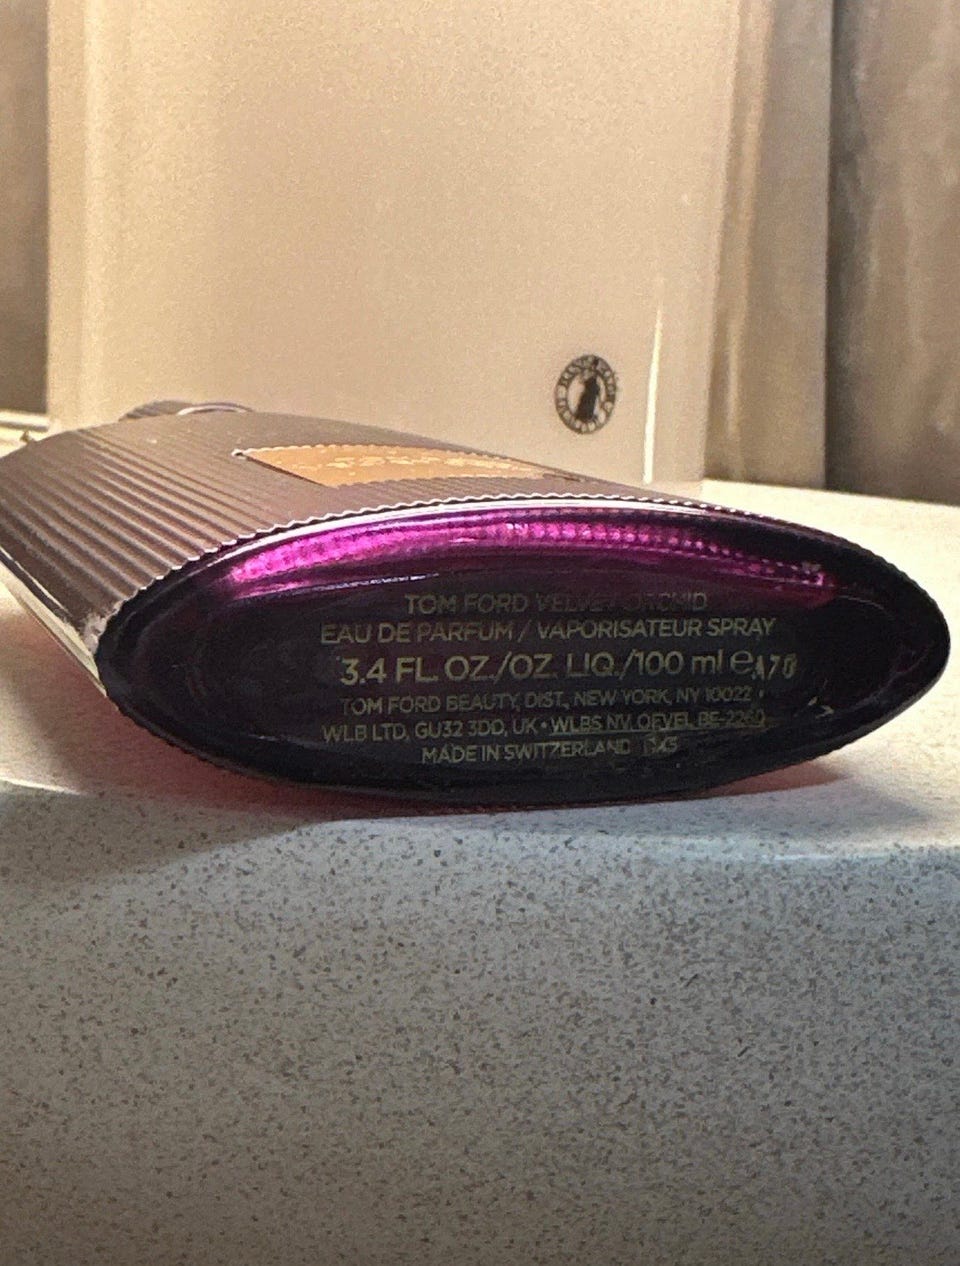 TOM FORD VELVET ORCHID
EAU DE PARFUM / VAPORISATEUR SPRAY
3.4 FL. OZ./OZ. LIQ./100 ml e A78
TOM FORD BEAUTY, DIST., NEW YORK, NY 10022 •
WLB LTD, GU32 3DD, UK • WLBS NV, OEVEL BE-2260
MADE IN SWITZERLAND